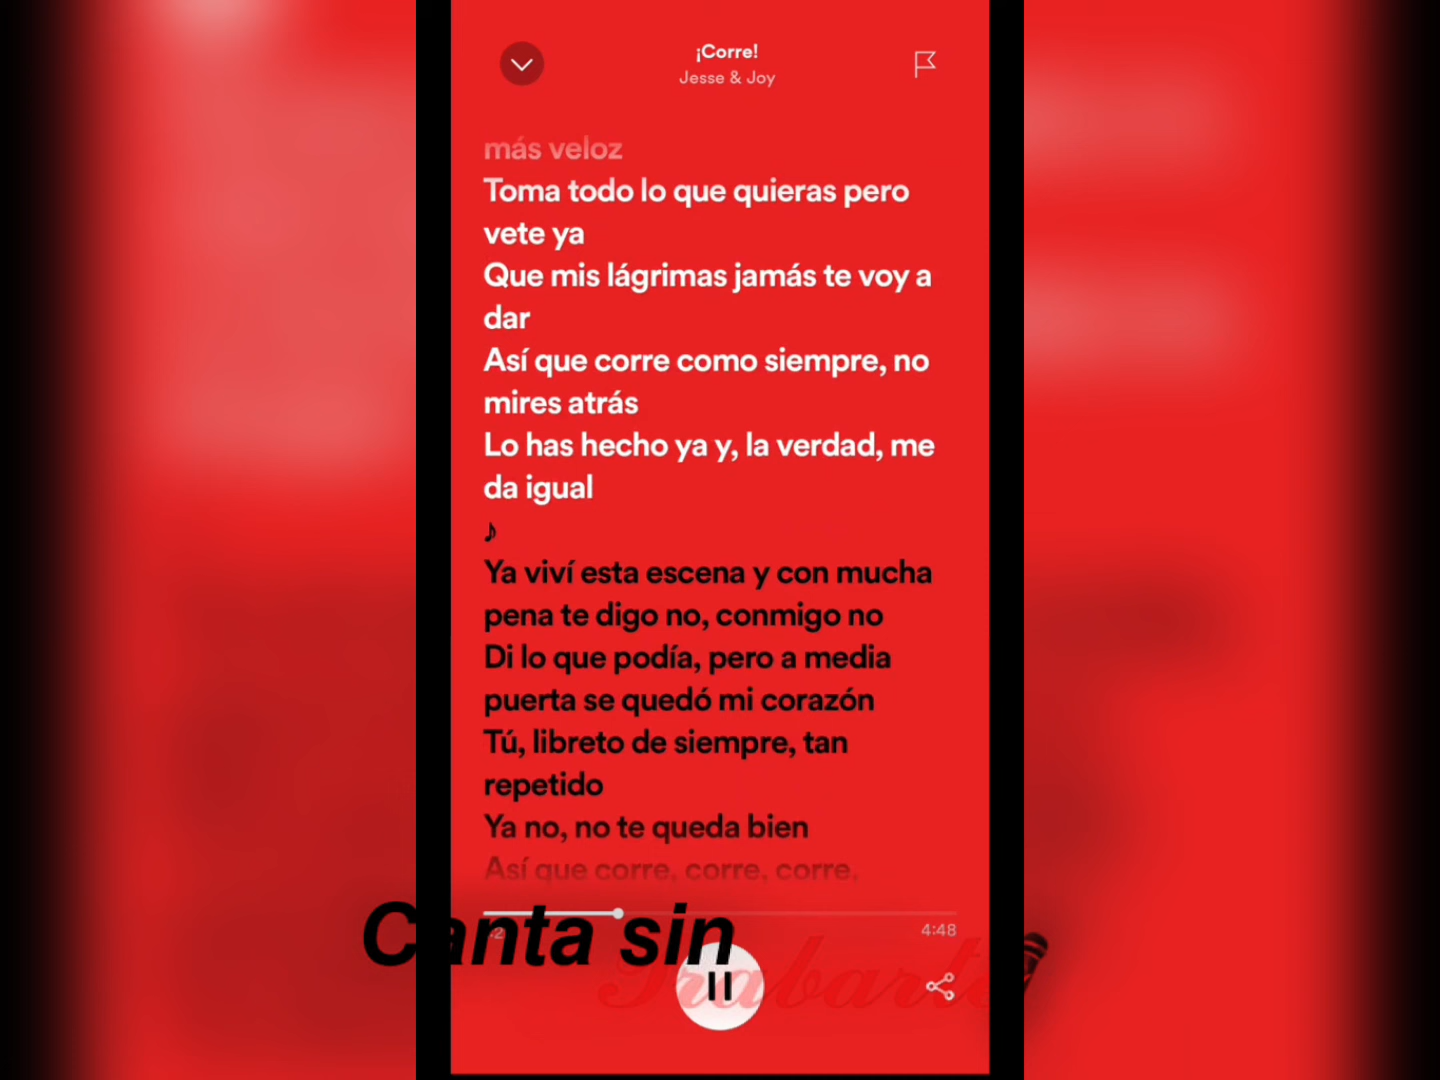 ¡Corre!
Jesse & Joy
más veloz
Toma todo lo que quieras pero
vete ya
Que mis lágrimas jamás te voy a
dar
Así que corre como siempre, no
mires atrás
Lo has hecho ya y, la verdad, me
da igual
♪
Ya viví esta escena y con mucha
pena te digo no, conmigo no
Di lo que podía, pero a media
puerta se quedó mi corazón
Tú, libreto de siempre, tan
repetido
Ya no, no te queda bien
Así que corre, corre, corre,
Canta sin
4:48
Trabarte